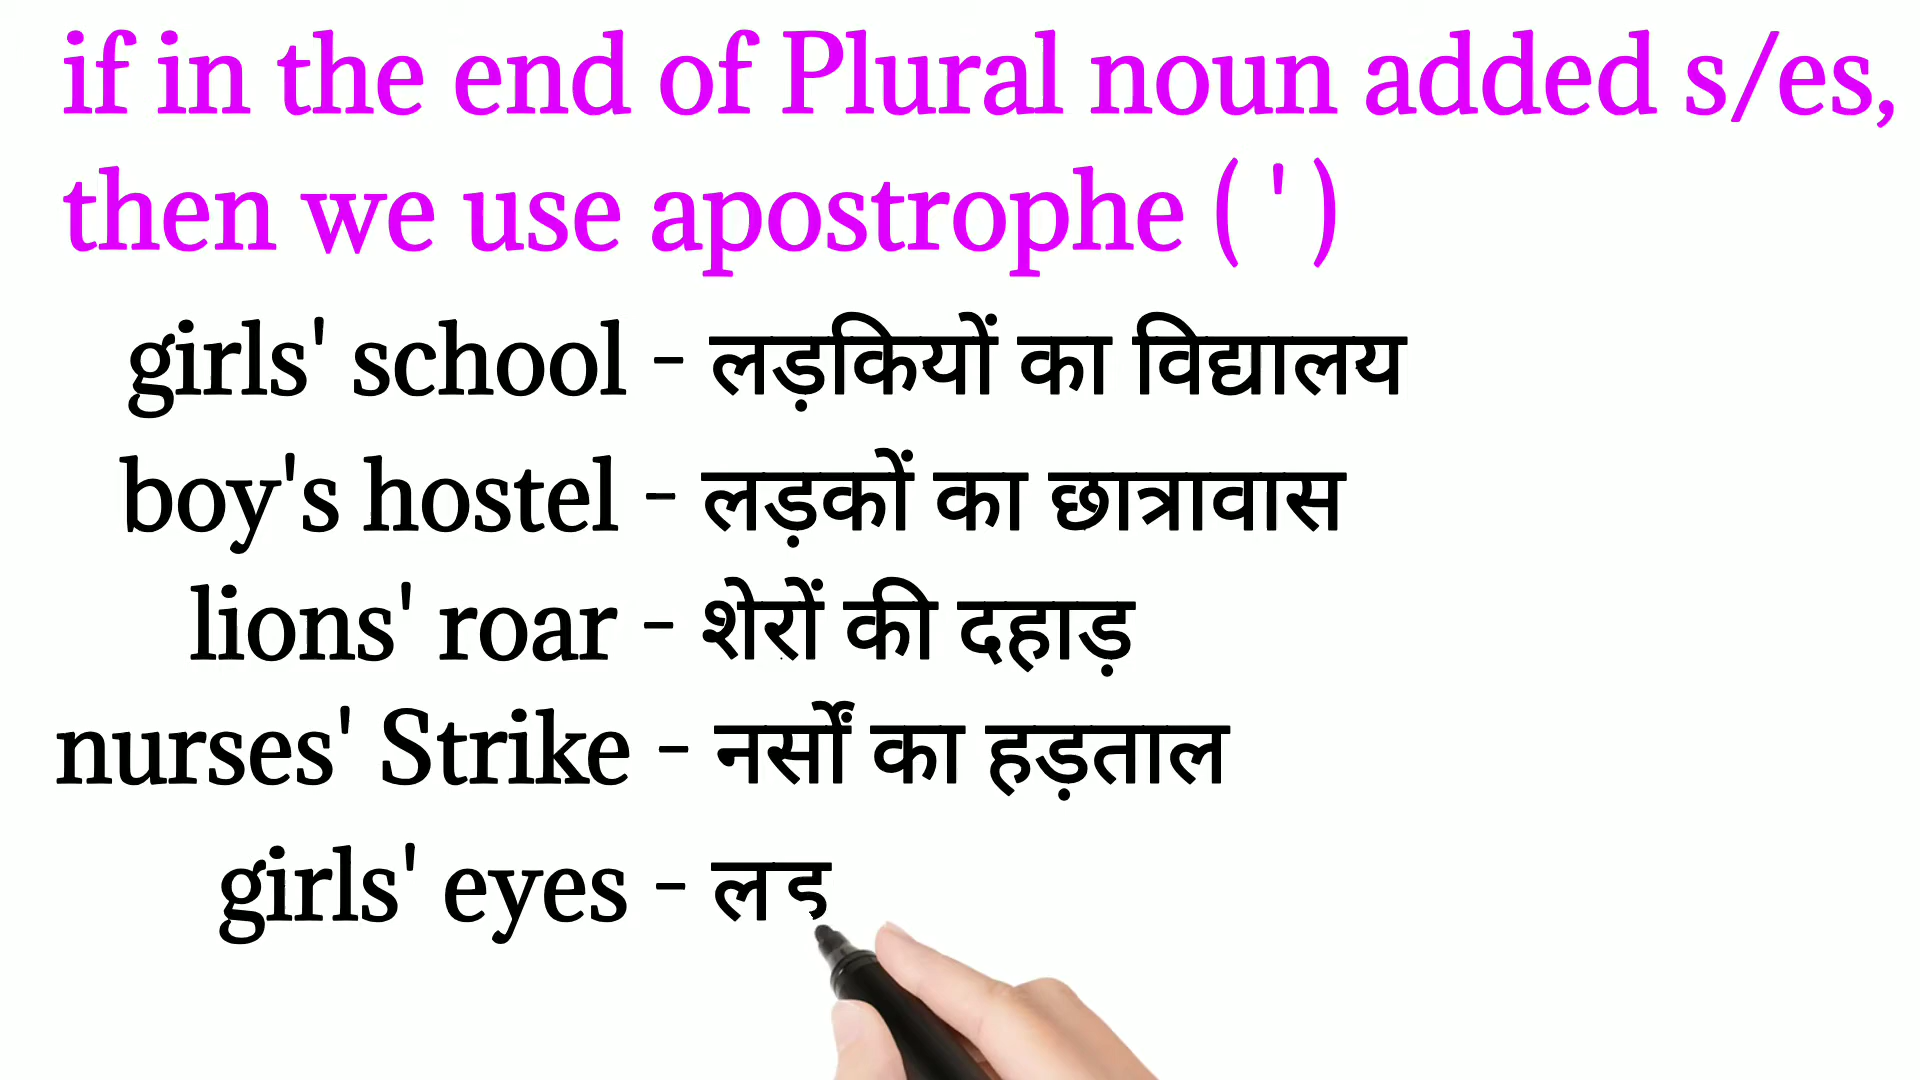 if in the end of Plural noun added s/es,
then we use apostrophe ( ' )
girls' school - लड़कियों का विद्यालय
boy's hostel - लड़कों का छात्रावास
lions' roar - शेरों की दहाड़
nurses' Strike - नर्सों का हड़ताल
girls' eyes - लड